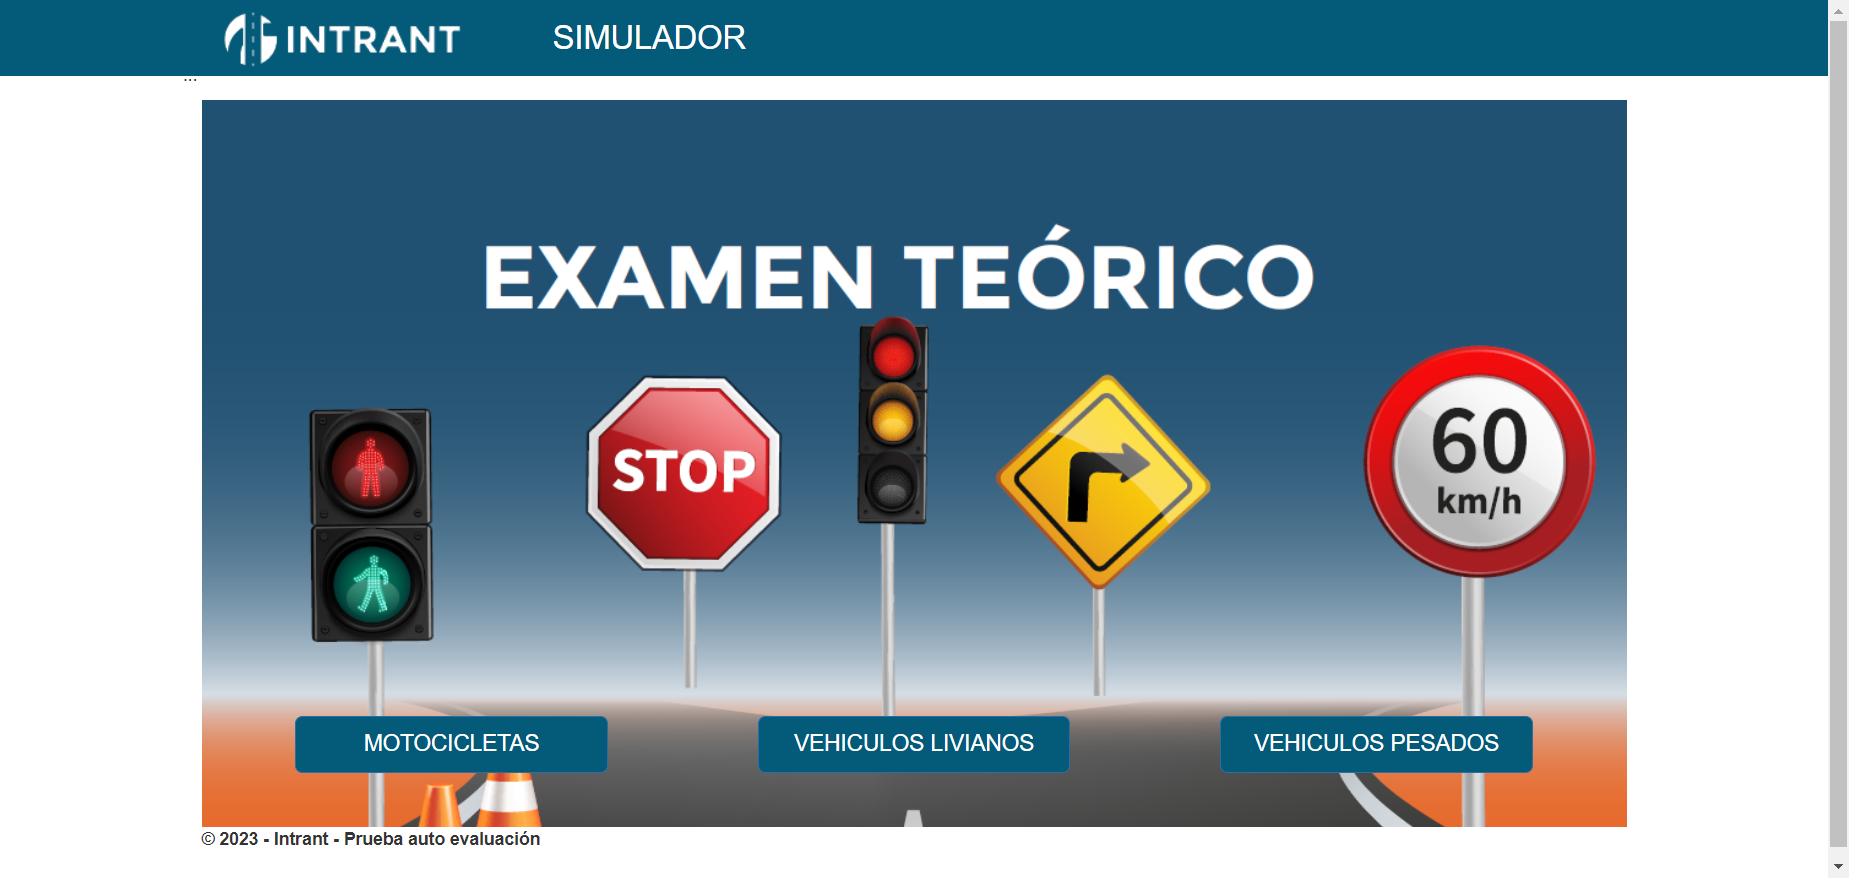 INTRANT
SIMULADOR
...
EXAMEN TEÓRICO
STOP
60
km/h
MOTOCICLETAS
VEHICULOS LIVIANOS
VEHICULOS PESADOS
© 2023 - Intrant - Prueba auto evaluación